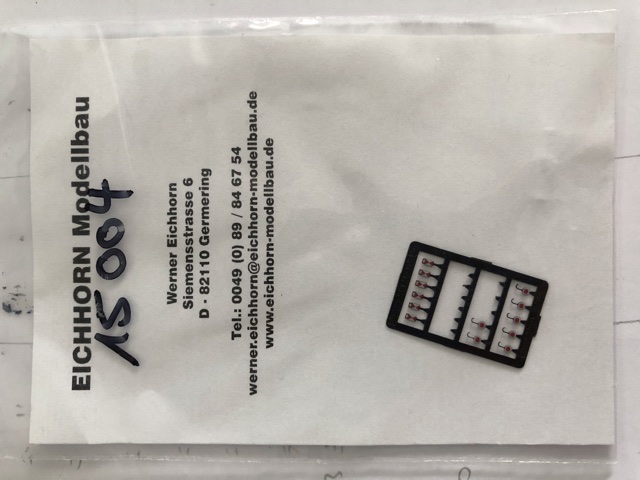 EICHHORN Modellbau
15 004
Werner Eichhorn
Siemensstrasse 6
D - 82110 Germering
Tel.: 0049 (0) 89 / 84 67 54
werner.eichhorn@eichhorn-modellbau.de
www.eichhorn-modellbau.de